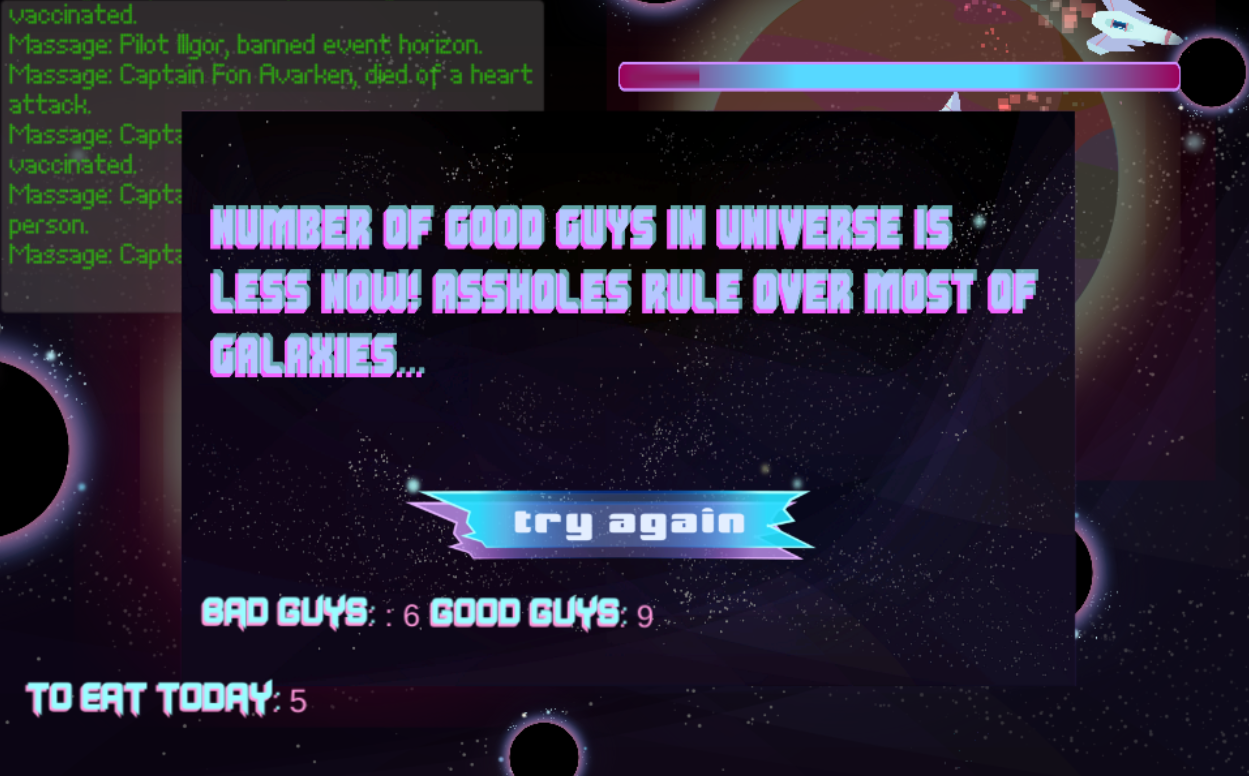 vaccinated.
Massage: Pilot Illgor, banned event horizon.
Massage: Captain Fon Avarken, died of a heart
attack.
Massage: Capta
vaccinated.
Massage: Capta
person.
Massage: Capta
NUMBER OF GOOD GUYS IN UNIVERSE IS
LESS NOW! ASSHOLES RULE OVER MOST OF
GALAXIES...
try again
BAD GUYS: : 6 GOOD GUYS: 9
TO EAT TODAY: 5